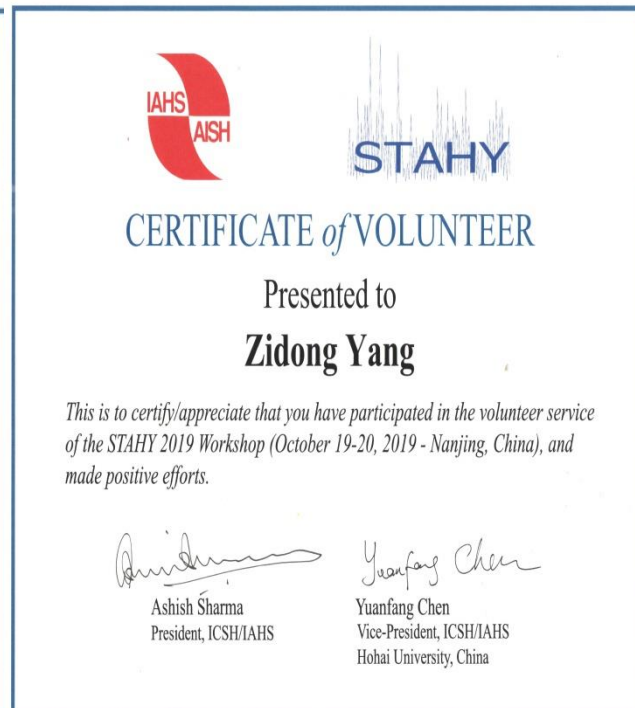 IAHS
AISH
STAHY
CERTIFICATE of VOLUNTEER
Presented to
Zidong Yang
This is to certify/appreciate that you have participated in the volunteer service
of the STAHY 2019 Workshop (October 19-20, 2019 - Nanjing, China), and
made positive efforts.
Yuanfang Chen
Ashish Sharma
President, ICSH/IAHS
Yuanfang Chen
Vice-President, ICSH/IAHS
Hohai University, China